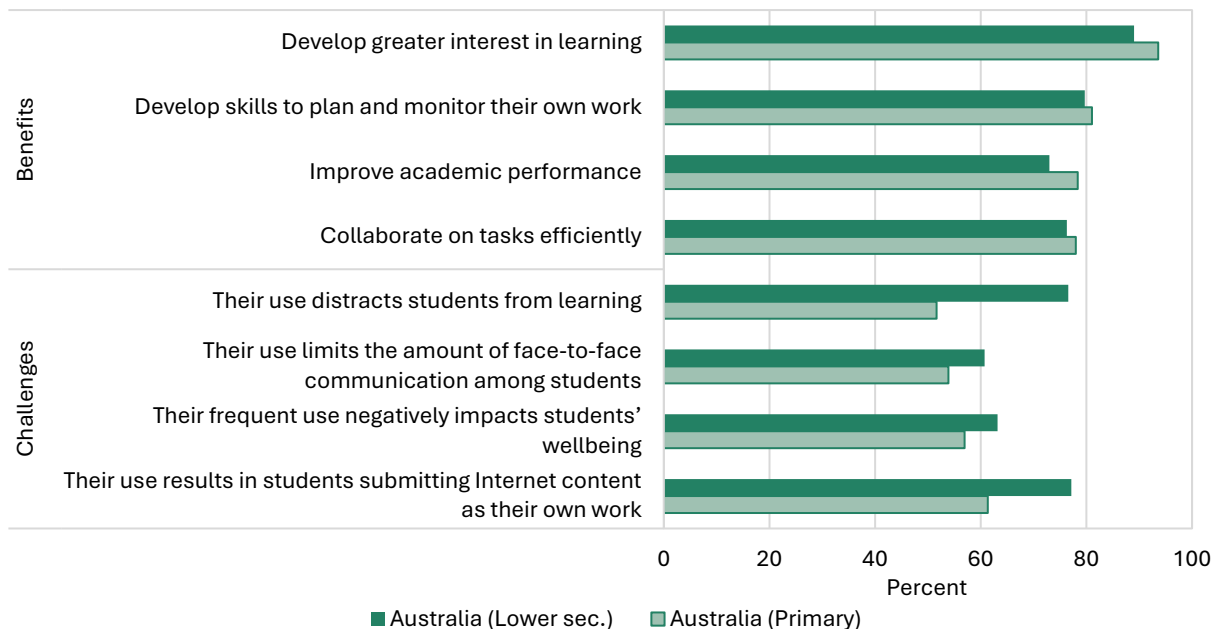 Benefits
Develop greater interest in learning
Develop skills to plan and monitor their own work
Improve academic performance
Collaborate on tasks efficiently
Challenges
Their use distracts students from learning
Their use limits the amount of face-to-face
communication among students
Their frequent use negatively impacts students’
wellbeing
Their use results in students submitting Internet content
as their own work
0 20 40 60 80 100
Percent
Australia (Lower sec.) Australia (Primary)